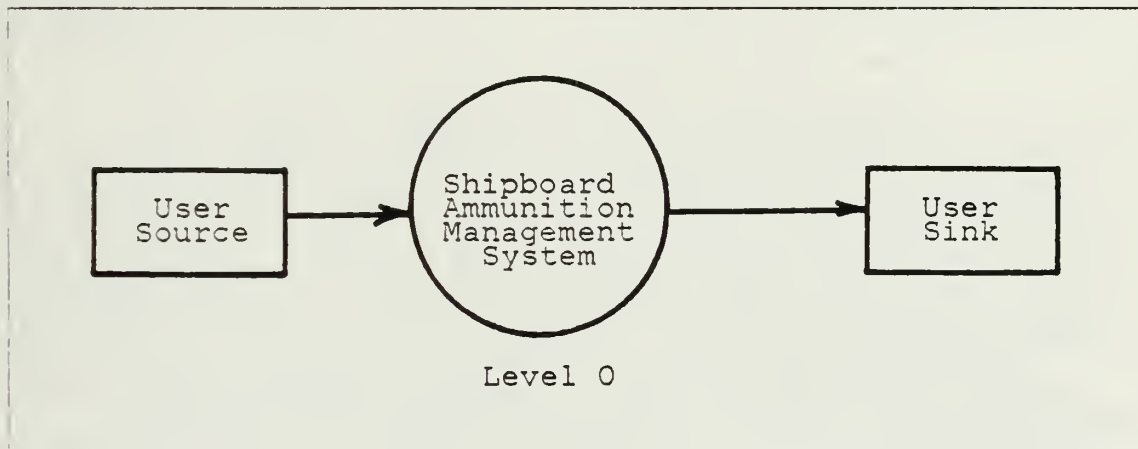 User
Source
Shipboard
Ammunition
Management
System
User
Sink
Level 0